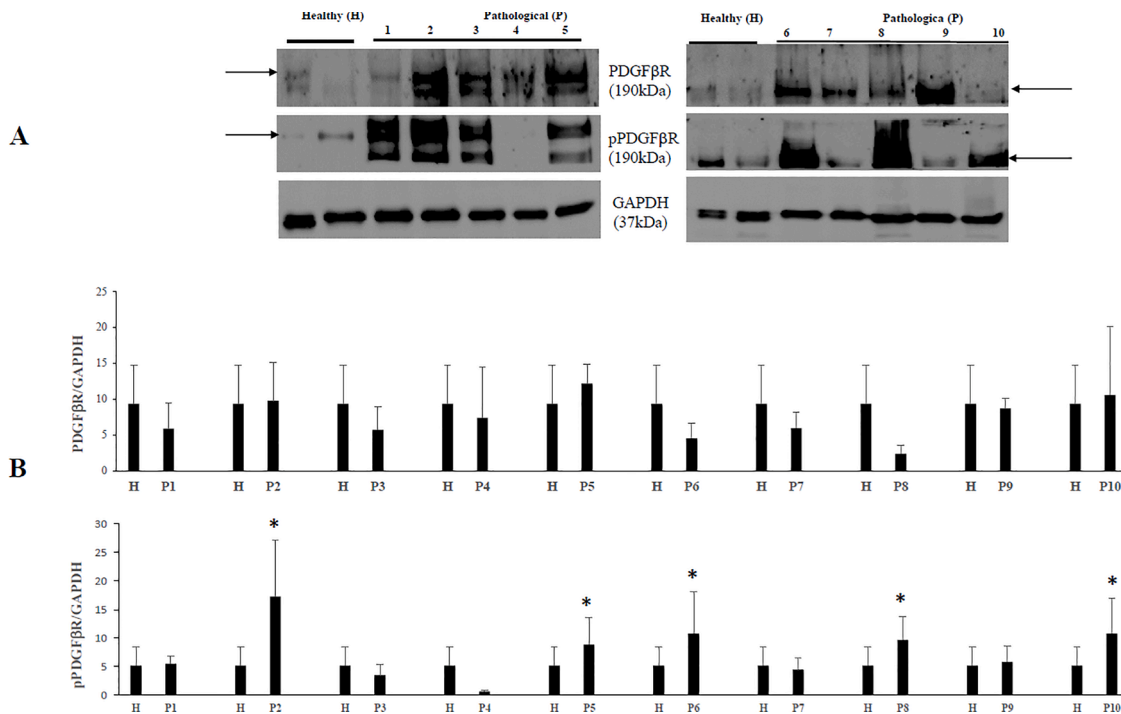 Healthy (H) Pathological (P) Healthy (H) Pathologica (P)
1 2 3 4 5 6 7 8 9 10
PDGFβR
(190kDa)
A
pPDGFβR
(190kDa)
GAPDH
(37kDa)
B
PDGFβR/GAPDH
25
20
15
10
5
0
H P1 H P2 H P3 H P4 H P5 H P6 H P7 H P8 H P9 H P10
pPDGFβR/GAPDH
30
25
20
15
10
5
0
* * * * *
H P1 H P2 H P3 H P4 H P5 H P6 H P7 H P8 H P9 H P10